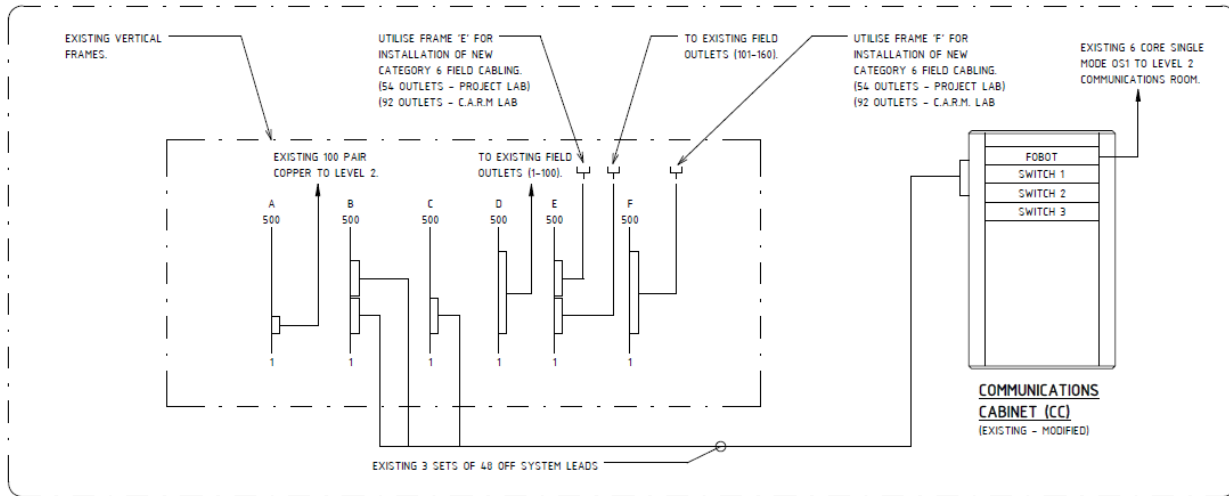 EXISTING VERTICAL
FRAMES.
UTILISE FRAME 'E' FOR
INSTALLATION OF NEW
CATEGORY 6 FIELD CABLING.
(54 OUTLETS - PROJECT LAB)
(92 OUTLETS - C.A.R.M LAB
TO EXISTING FIELD
OUTLETS (101-160).
UTILISE FRAME 'F' FOR
INSTALLATION OF NEW
CATEGORY 6 FIELD CABLING.
(54 OUTLETS - PROJECT LAB)
(92 OUTLETS - C.A.R.M. LAB
EXISTING 6 CORE SINGLE
MODE OS1 TO LEVEL 2
COMMUNICATIONS ROOM.
EXISTING 100 PAIR
COPPER TO LEVEL 2.
TO EXISTING FIELD
OUTLETS (1-100).
A
500
1
B
500
1
C
500
1
D
500
1
E
500
1
F
500
1
FOBOT
SWITCH 1
SWITCH 2
SWITCH 3
COMMUNICATIONS
CABINET (CC)
(EXISTING - MODIFIED)
EXISTING 3 SETS OF 48 OFF SYSTEM LEADS